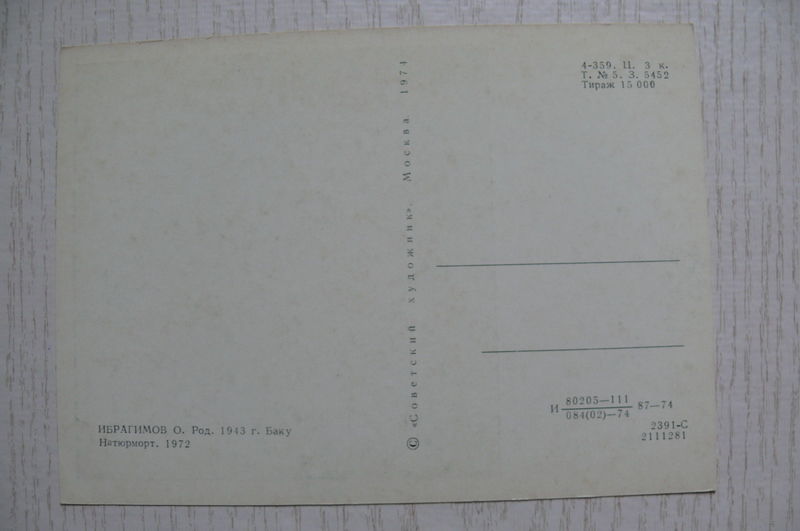 ИБРАГИМОВ О. Род. 1943 г. Баку
Натюрморт. 1972
© «Советский художник». Москва 1974
4-359. Ц. 3 к.
Т. № 5. З. 5452
Тираж 15 000
И 80205—111 87—74
084(02)—74
2391-С
2111281